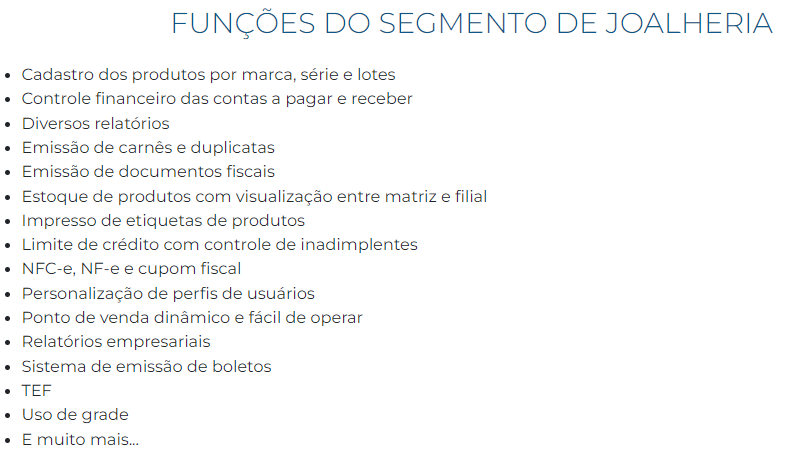 FUNÇÕES DO SEGMENTO DE JOALHERIA
• Cadastro dos produtos por marca, série e lotes
• Controle financeiro das contas a pagar e receber
• Diversos relatórios
• Emissão de carnês e duplicatas
• Emissão de documentos fiscais
• Estoque de produtos com visualização entre matriz e filial
• Impresso de etiquetas de produtos
• Limite de crédito com controle de inadimplentes
• NFC-e, NF-e e cupom fiscal
• Personalização de perfis de usuários
• Ponto de venda dinâmico e fácil de operar
• Relatórios empresariais
• Sistema de emissão de boletos
• TEF
• Uso de grade
• E muito mais...